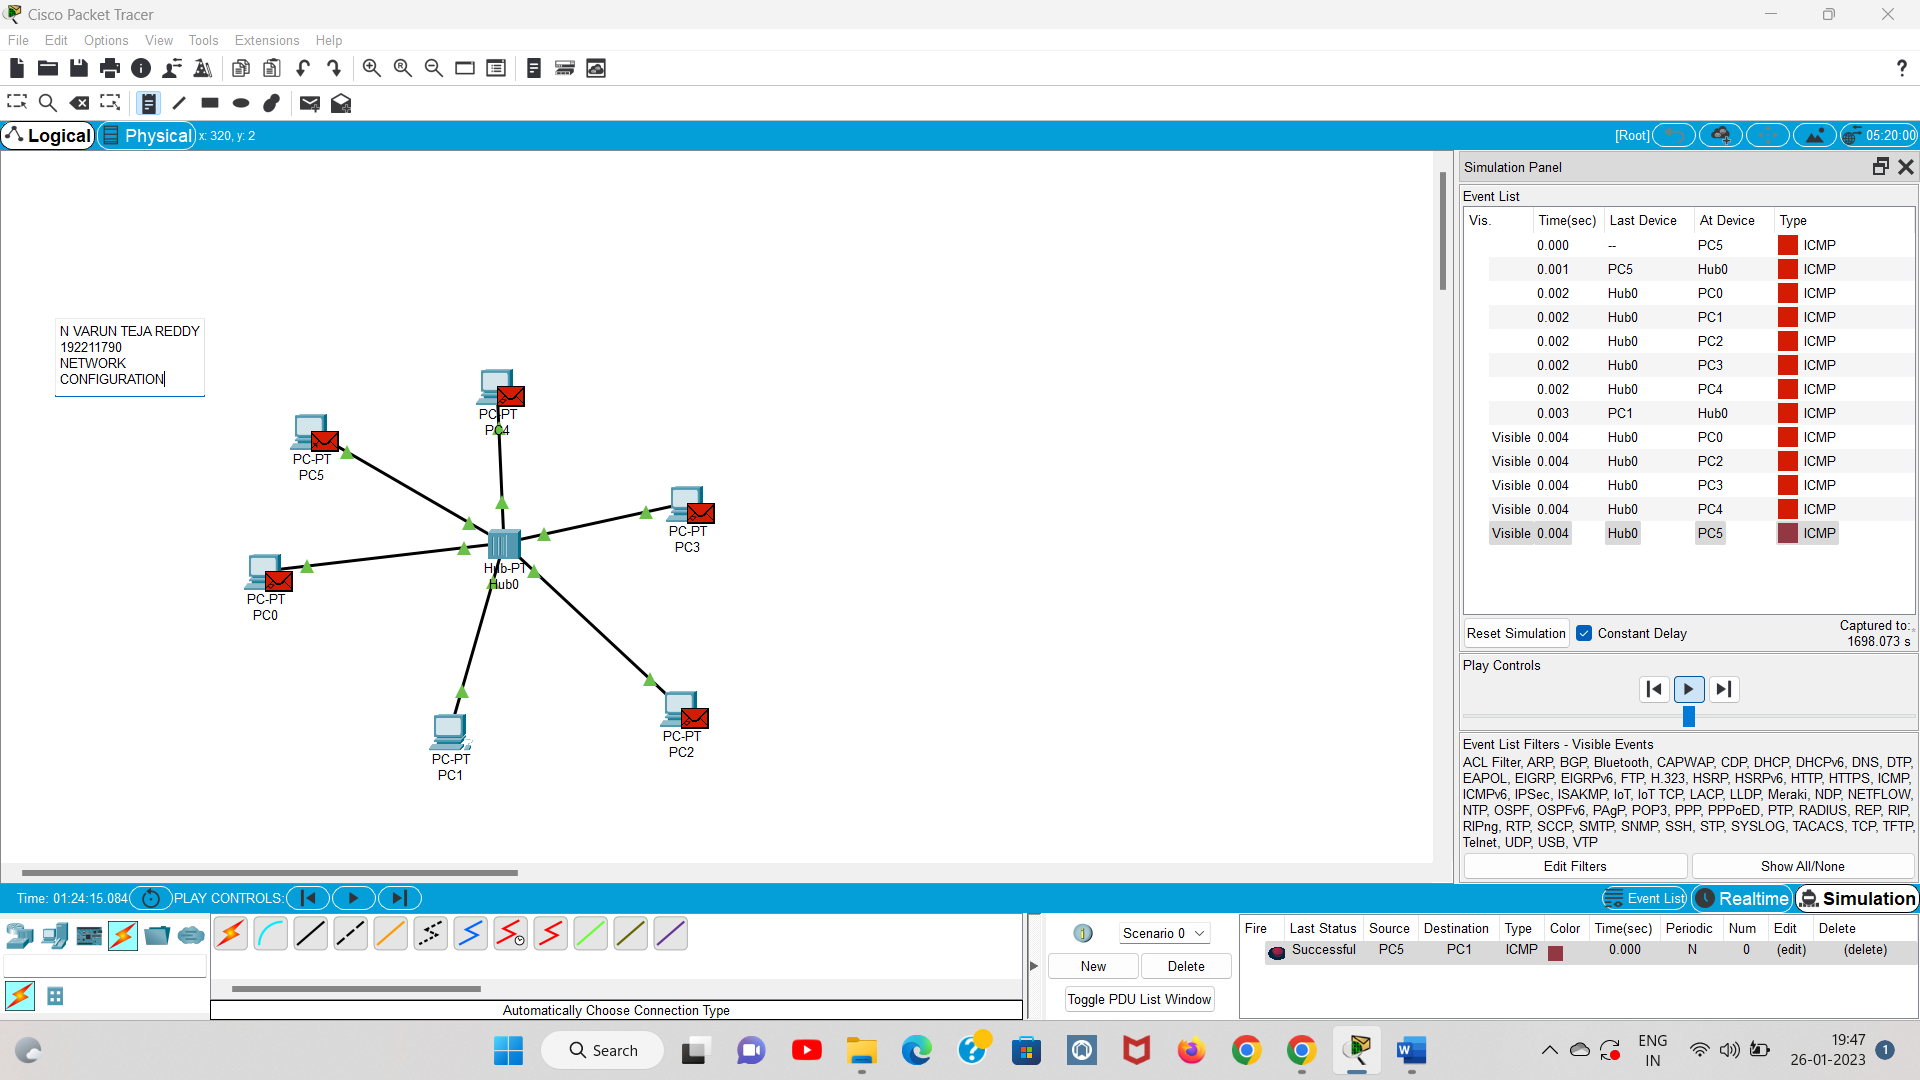 Cisco Packet Tracer
File Edit Options View Tools Extensions Help
?
Logical Physical x: 320, y: 2 [Root] 05:20:00
Simulation Panel
Event List
Vis. Time(sec) Last Device At Device Type
0.000 -- PC5 ICMP
0.001 PC5 Hub0 ICMP
0.002 Hub0 PC0 ICMP
0.002 Hub0 PC1 ICMP
0.002 Hub0 PC2 ICMP
0.002 Hub0 PC3 ICMP
0.002 Hub0 PC4 ICMP
0.003 PC1 Hub0 ICMP
Visible 0.004 Hub0 PC0 ICMP
Visible 0.004 Hub0 PC2 ICMP
Visible 0.004 Hub0 PC3 ICMP
Visible 0.004 Hub0 PC4 ICMP
Visible 0.004 Hub0 PC5 ICMP
Reset Simulation Constant Delay Captured to:
1698.073 s
Play Controls
Event List Filters - Visible Events
ACL Filter, ARP, BGP, Bluetooth, CAPWAP, CDP, DHCP, DHCPv6, DNS, DTP,
EAPOL, EIGRP, EIGRPv6, FTP, H.323, HSRP, HSRPv6, HTTP, HTTPS, ICMP,
ICMPv6, IPSec, ISAKMP, IoT, IoT TCP, LACP, LLDP, Meraki, NDP, NETFLOW,
NTP, OSPF, OSPFv6, PAgP, POP3, PPP, PPPoED, PTP, RADIUS, REP, RIP,
RIPng, RTP, SCCP, SMTP, SNMP, SSH, STP, SYSLOG, TACACS, TCP, TFTP,
Telnet, UDP, USB, VTP
Edit Filters Show All/None
N VARUN TEJA REDDY
192211790
NETWORK
CONFIGURATION
PC-PT
PC4
PC-PT
PC5
PC-PT
PC3
Hub-PT
Hub0
PC-PT
PC0
PC-PT
PC2
PC-PT
PC1
Time: 01:24:15.084 PLAY CONTROLS: Event List Realtime Simulation
Scenario 0
New Delete
Toggle PDU List Window
Fire Last Status Source Destination Type Color Time(sec) Periodic Num Edit Delete
Successful PC5 PC1 ICMP 0.000 N 0 (edit) (delete)
Automatically Choose Connection Type
Search
ENG
IN
19:47
26-01-2023
1